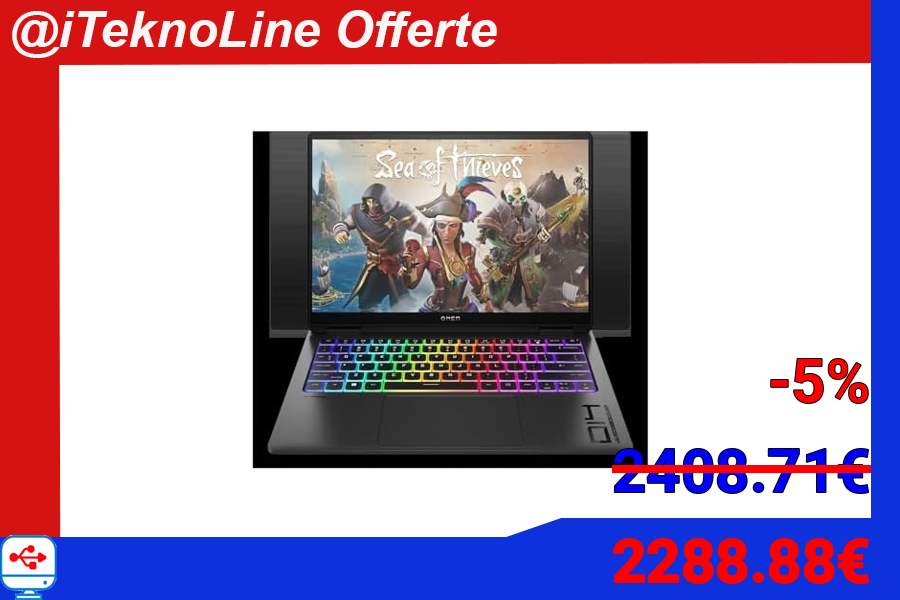 @iTeknoLine Offerte
Sea of Thieves
OMEN
-5%
2408.71€
2288.88€